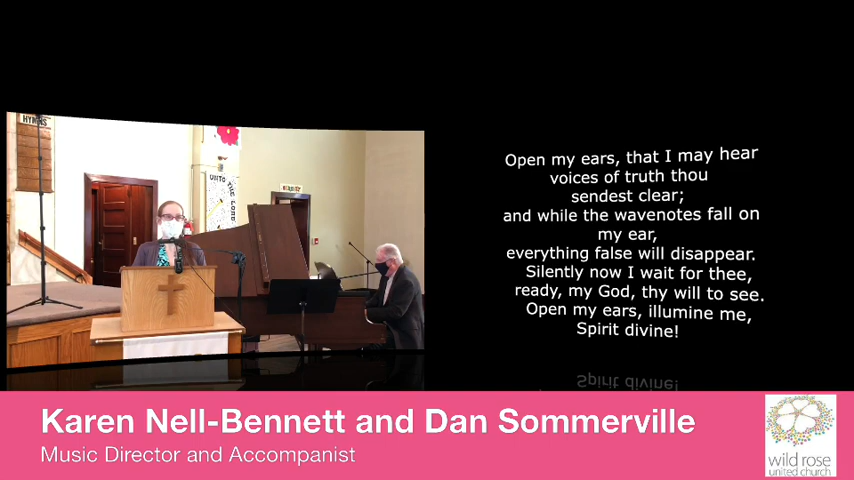 HYMNS
UNTO
THE LORD
Open my ears, that I may hear
voices of truth thou
sendest clear;
and while the wavenotes fall on
my ear,
everything false will disappear.
Silently now I wait for thee,
ready, my God, thy will to see.
Open my ears, illumine me,
Spirit divine!
Spirit divine!
Karen Nell-Bennett and Dan Sommerville
Music Director and Accompanist
wild rose
united church